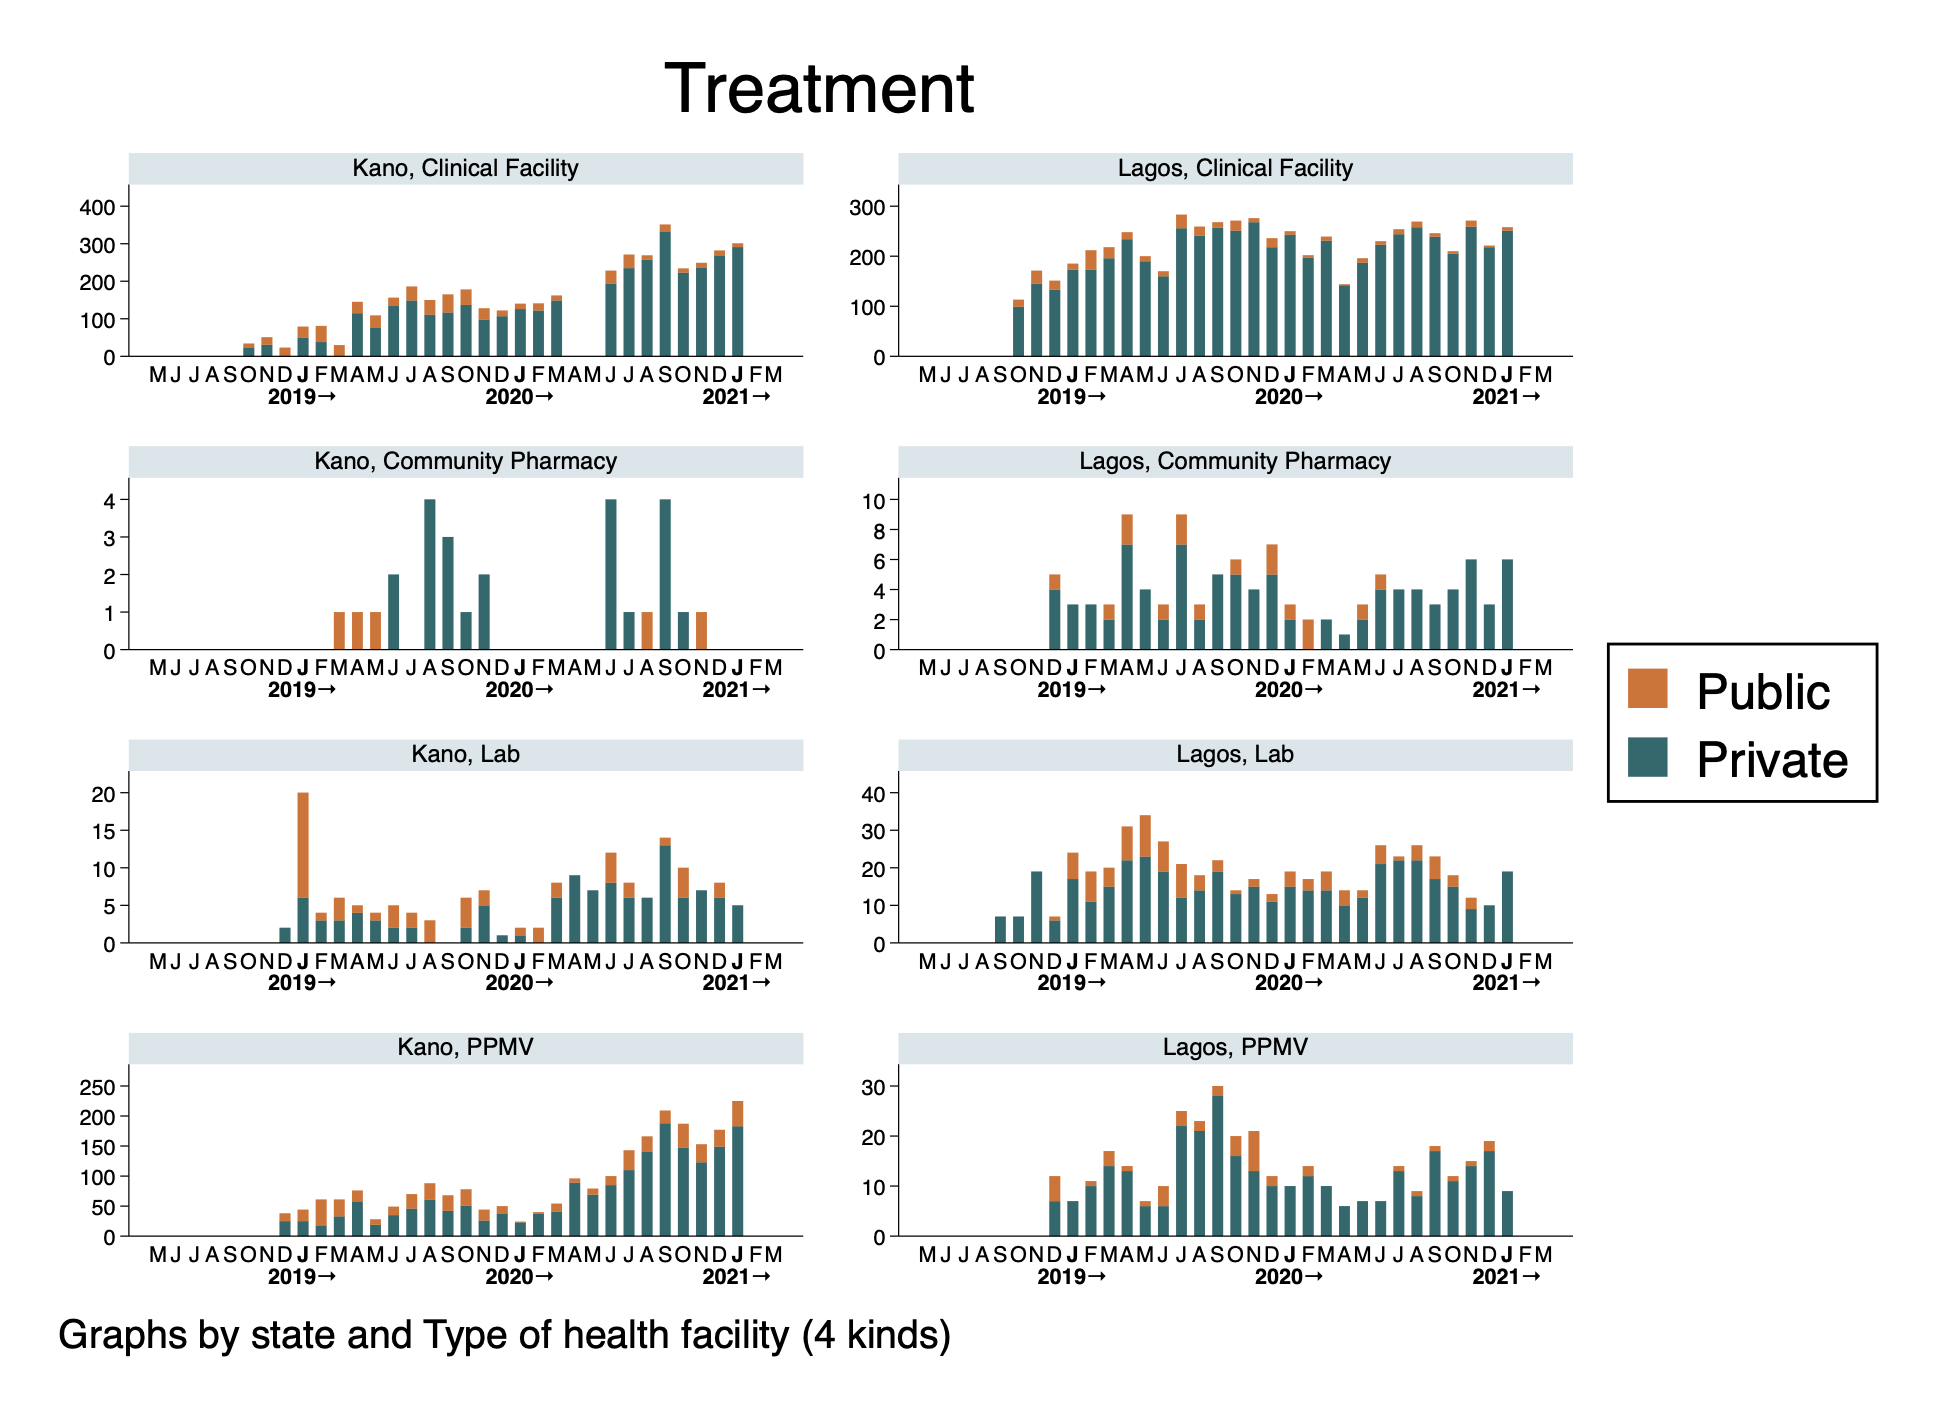 Treatment
Kano, Clinical Facility
400
300
200
100
0
M J J A S O N D J F M A M J J A S O N D J F M A M J J A S O N D J F M
2019→ 2020→ 2021→
Lagos, Clinical Facility
300
200
100
0
M J J A S O N D J F M A M J J A S O N D J F M A M J J A S O N D J F M
2019→ 2020→ 2021→
Kano, Community Pharmacy
4
3
2
1
0
M J J A S O N D J F M A M J J A S O N D J F M A M J J A S O N D J F M
2019→ 2020→ 2021→
Lagos, Community Pharmacy
10
8
6
4
2
0
M J J A S O N D J F M A M J J A S O N D J F M A M J J A S O N D J F M
2019→ 2020→ 2021→
Kano, Lab
20
15
10
5
0
M J J A S O N D J F M A M J J A S O N D J F M A M J J A S O N D J F M
2019→ 2020→ 2021→
Lagos, Lab
40
30
20
10
0
M J J A S O N D J F M A M J J A S O N D J F M A M J J A S O N D J F M
2019→ 2020→ 2021→
Kano, PPMV
250
200
150
100
50
0
M J J A S O N D J F M A M J J A S O N D J F M A M J J A S O N D J F M
2019→ 2020→ 2021→
Lagos, PPMV
30
20
10
0
M J J A S O N D J F M A M J J A S O N D J F M A M J J A S O N D J F M
2019→ 2020→ 2021→
Public
Private
Graphs by state and Type of health facility (4 kinds)